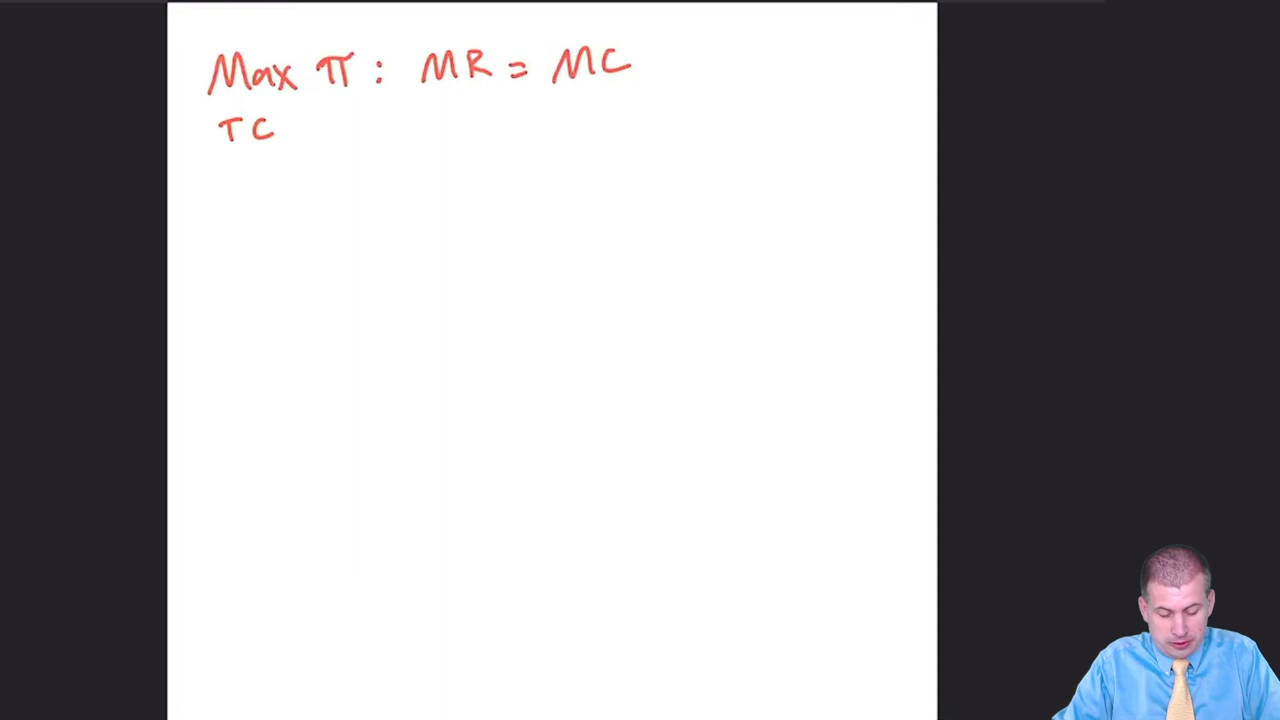 Max π: MR = MC
TC